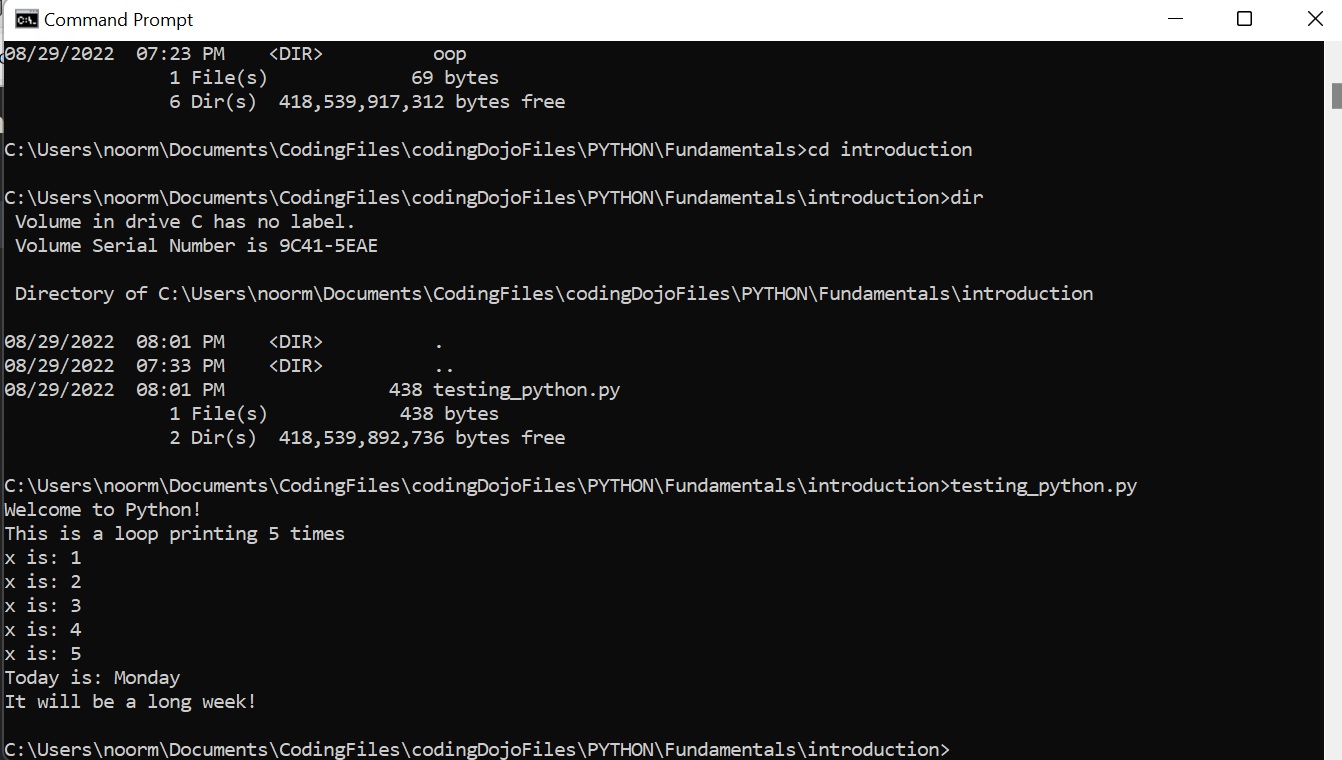 Command Prompt
08/29/2022  07:23 PM    <DIR>          oop
               1 File(s)             69 bytes
               6 Dir(s)  418,539,917,312 bytes free
C:\Users\noorm\Documents\CodingFiles\codingDojoFiles\PYTHON\Fundamentals>cd introduction
C:\Users\noorm\Documents\CodingFiles\codingDojoFiles\PYTHON\Fundamentals\introduction>dir
 Volume in drive C has no label.
 Volume Serial Number is 9C41-5EAE
 Directory of C:\Users\noorm\Documents\CodingFiles\codingDojoFiles\PYTHON\Fundamentals\introduction
08/29/2022  08:01 PM    <DIR>          .
08/29/2022  07:33 PM    <DIR>          ..
08/29/2022  08:01 PM               438 testing_python.py
               1 File(s)            438 bytes
               2 Dir(s)  418,539,892,736 bytes free
C:\Users\noorm\Documents\CodingFiles\codingDojoFiles\PYTHON\Fundamentals\introduction>testing_python.py
Welcome to Python!
This is a loop printing 5 times
x is: 1
x is: 2
x is: 3
x is: 4
x is: 5
Today is: Monday
It will be a long week!
C:\Users\noorm\Documents\CodingFiles\codingDojoFiles\PYTHON\Fundamentals\introduction>